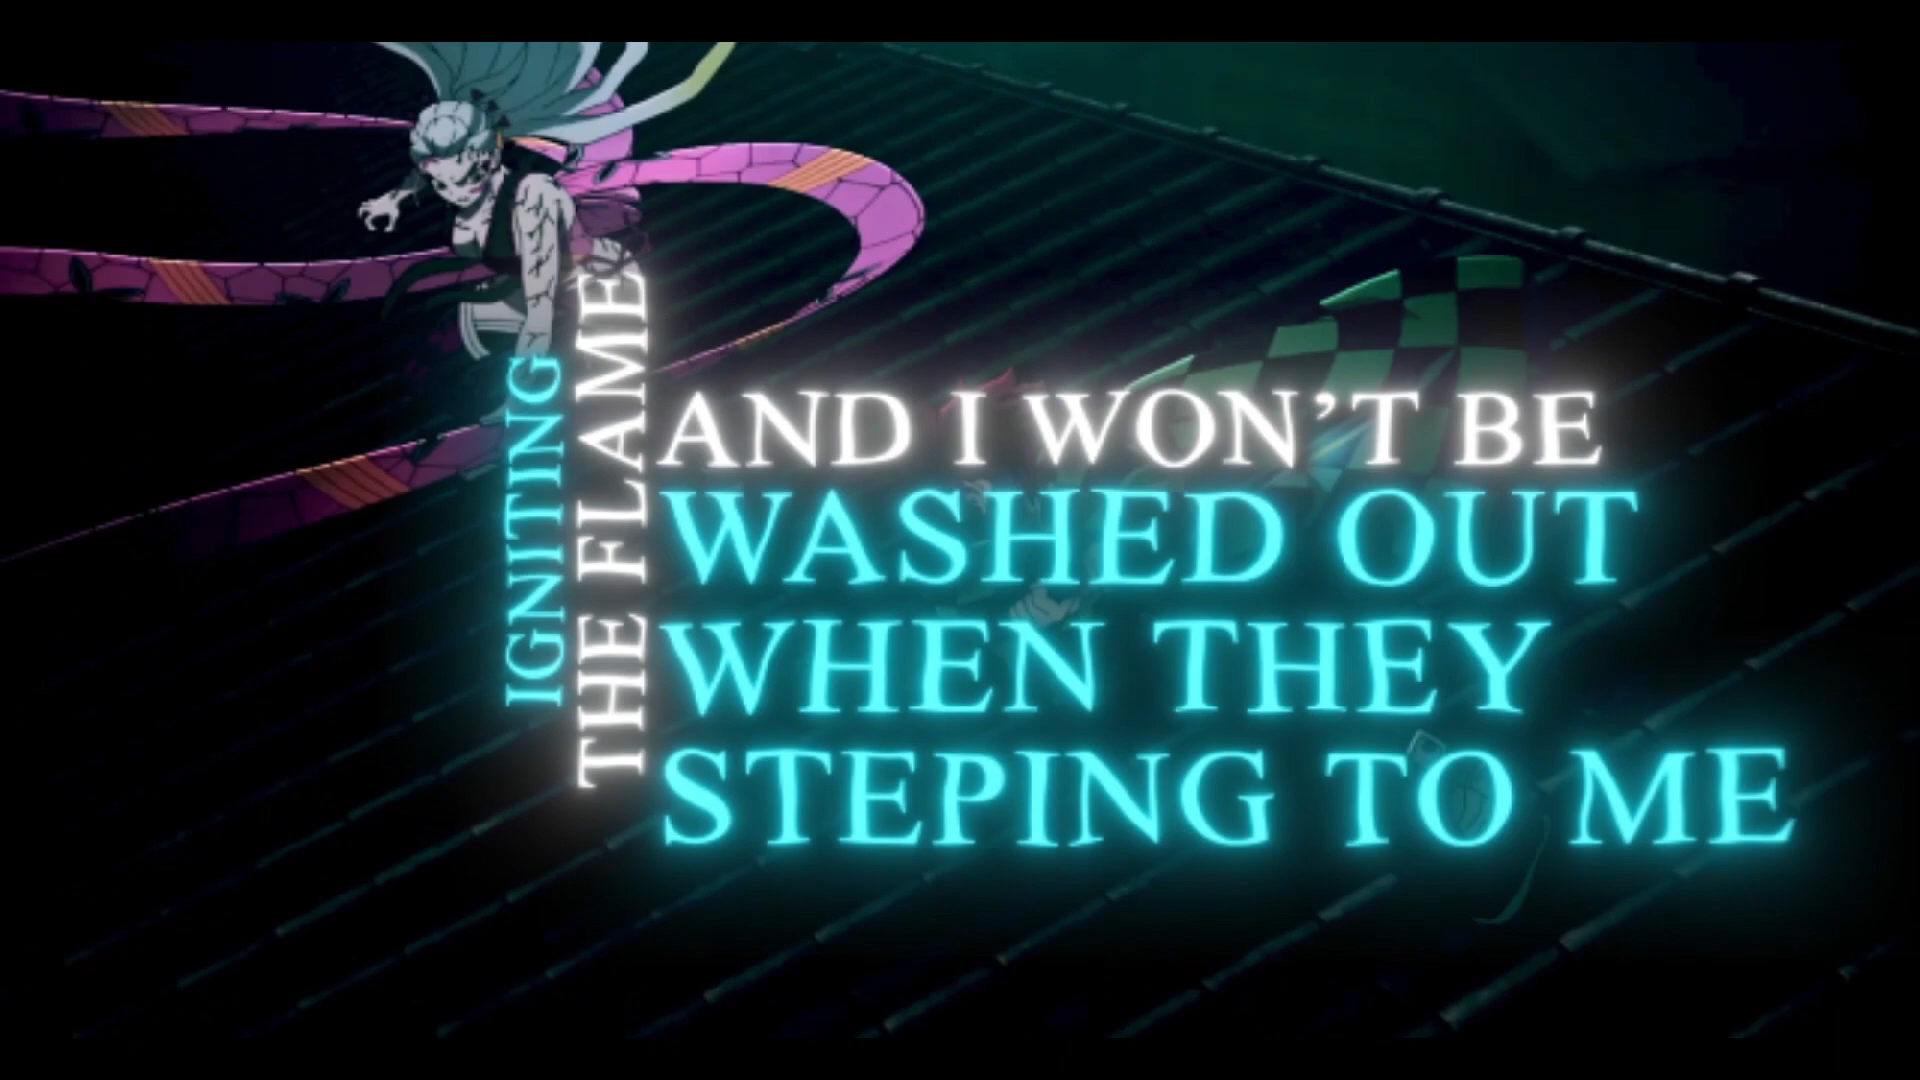 IGNITING
THE FLAME
AND I WON’T BE
WASHED OUT
WHEN THEY
STEPING TO ME